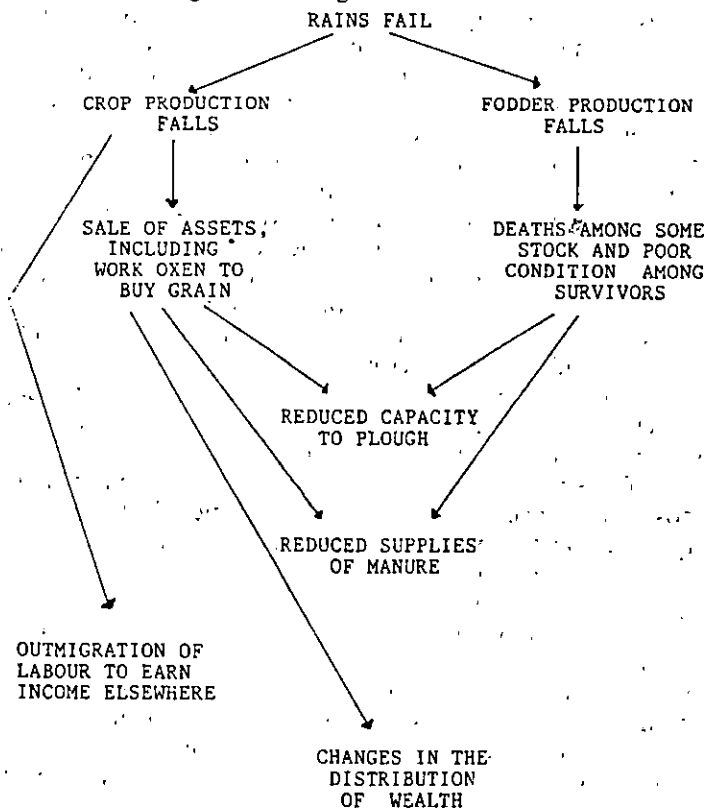 RAINS FAIL
CROP PRODUCTION
FALLS
FODDER PRODUCTION
FALLS
SALE OF ASSETS,
INCLUDING
WORK OXEN TO
BUY GRAIN
DEATHS AMONG SOME
STOCK AND POOR
CONDITION AMONG
SURVIVORS
REDUCED CAPACITY
TO PLOUGH
REDUCED SUPPLIES
OF MANURE
OUTMIGRATION OF
LABOUR TO EARN
INCOME ELSEWHERE
CHANGES IN THE
DISTRIBUTION
OF WEALTH